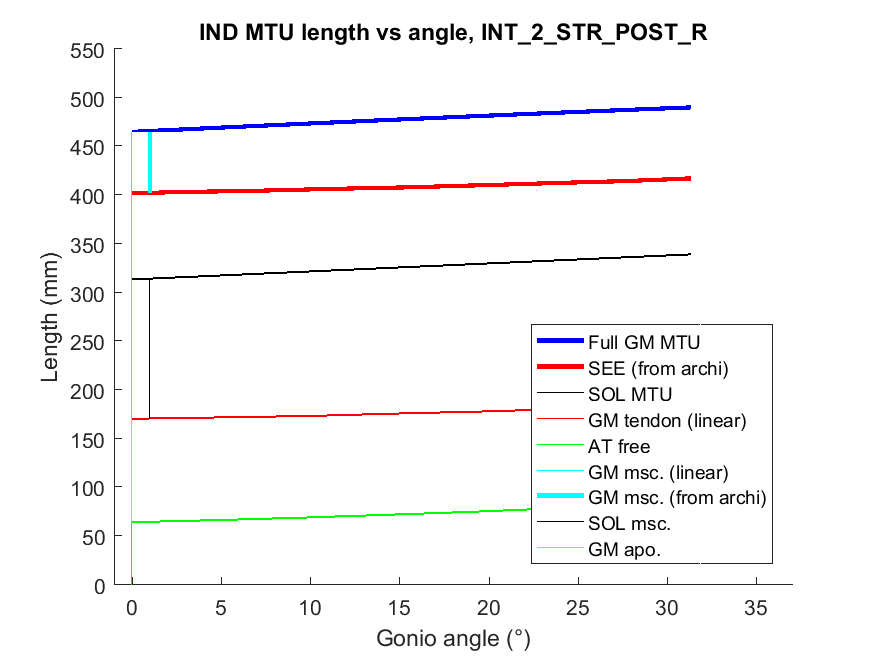 IND MTU length vs angle, INT_2_STR_POST_R
550
500
450
400
350
300
250
200
150
100
50
0
Length (mm)
Full GM MTU
SEE (from archi)
SOL MTU
GM tendon (linear)
AT free
GM msc. (linear)
GM msc. (from archi)
SOL msc.
GM apo.
0 5 10 15 20 25 30 35
Gonio angle (°)